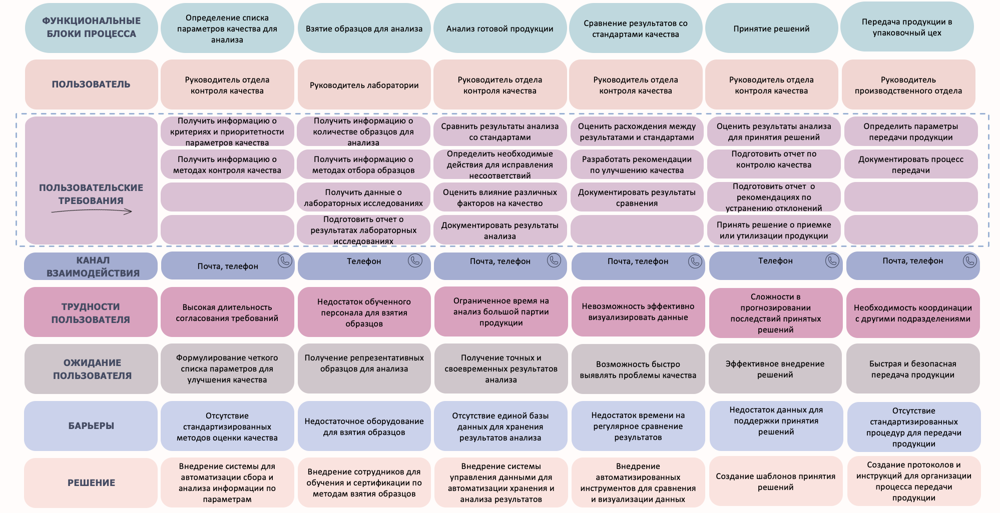 ФУНКЦИОНАЛЬНЫЕ
БЛОКИ ПРОЦЕССА
Определение списка
параметров качества для
анализа
Взятие образцов для анализа
Анализ готовой продукции
Сравнение результатов со
стандартами качества
Принятие решений
Передача продукции в
упаковочный цех
ПОЛЬЗОВАТЕЛЬ
Руководитель отдела
контроля качества
Руководитель лаборатории
Руководитель отдела
контроля качества
Руководитель отдела
контроля качества
Руководитель отдела
контроля качества
Руководитель
производственного отдела
ПОЛЬЗОВАТЕЛЬСКИЕ
ТРЕБОВАНИЯ
Получить информацию о
критериях и приоритетности
параметров качества
Получить информацию о
количестве образцов для
анализа
Сравнить результаты анализа
со стандартами
Оценить расхождения между
результатами и стандартами
Оценить результаты анализа
для принятия решений
Определить параметры
передачи продукции
Получить информацию о
методах контроля качества
Получить информацию о
методах отбора образцов
Определить необходимые
действия для исправления
несоответствий
Разработать рекомендации
по улучшению качества
Подготовить отчет по
контролю качества
Документировать процесс
передачи
Получить данные о
лабораторных исследованиях
Оценить влияние различных
факторов на качество
Документировать результаты
сравнения
Подготовить отчет о
рекомендациях по
устранению отклонений
Подготовить отчет о
результатах лабораторных
исследованиях
Документировать результаты
анализа
Принять решение о приемке
или утилизации продукции
КАНАЛ
ВЗАИМОДЕЙСТВИЯ
Почта, телефон
Телефон
Почта, телефон
Почта, телефон
Телефон
Почта, телефон
ТРУДНОСТИ
ПОЛЬЗОВАТЕЛЯ
Высокая длительность
согласования требований
Недостаток обученного
персонала для взятия
образцов
Ограниченное время на
анализ большой партии
продукции
Невозможность эффективно
визуализировать данные
Сложности в
прогнозировании
последствий принятых
решений
Необходимость координации
с другими подразделениями
ОЖИДАНИЕ
ПОЛЬЗОВАТЕЛЯ
Формулирование четкого
списка параметров для
улучшения качества
Получение репрезентативных
образцов для анализа
Получение точных и
своевременных результатов
анализа
Возможность быстро
выявлять проблемы качества
Эффективное внедрение
решений
Быстрая и безопасная
передача продукции
БАРЬЕРЫ
Отсутствие
стандартизированных
методов оценки качества
Недостаточное оборудование
для взятия образцов
Отсутствие единой базы
данных для хранения
результатов анализа
Недостаток времени на
регулярное сравнение
результатов
Недостаток данных для
поддержки принятия
решений
Отсутствие
стандартизированных
процедур для передачи
продукции
РЕШЕНИЕ
Внедрение системы для
автоматизации сбора и
анализа информации по
параметрам
Внедрение сотрудников для
обучения и сертификации по
методам взятия образцов
Внедрение системы
управления данными для
автоматизации хранения и
анализа результатов
Внедрение
автоматизированных
инструментов для сравнения
и визуализации данных
Создание шаблонов принятия
решений
Создание протоколов и
инструкций для организации
процесса передачи
продукции